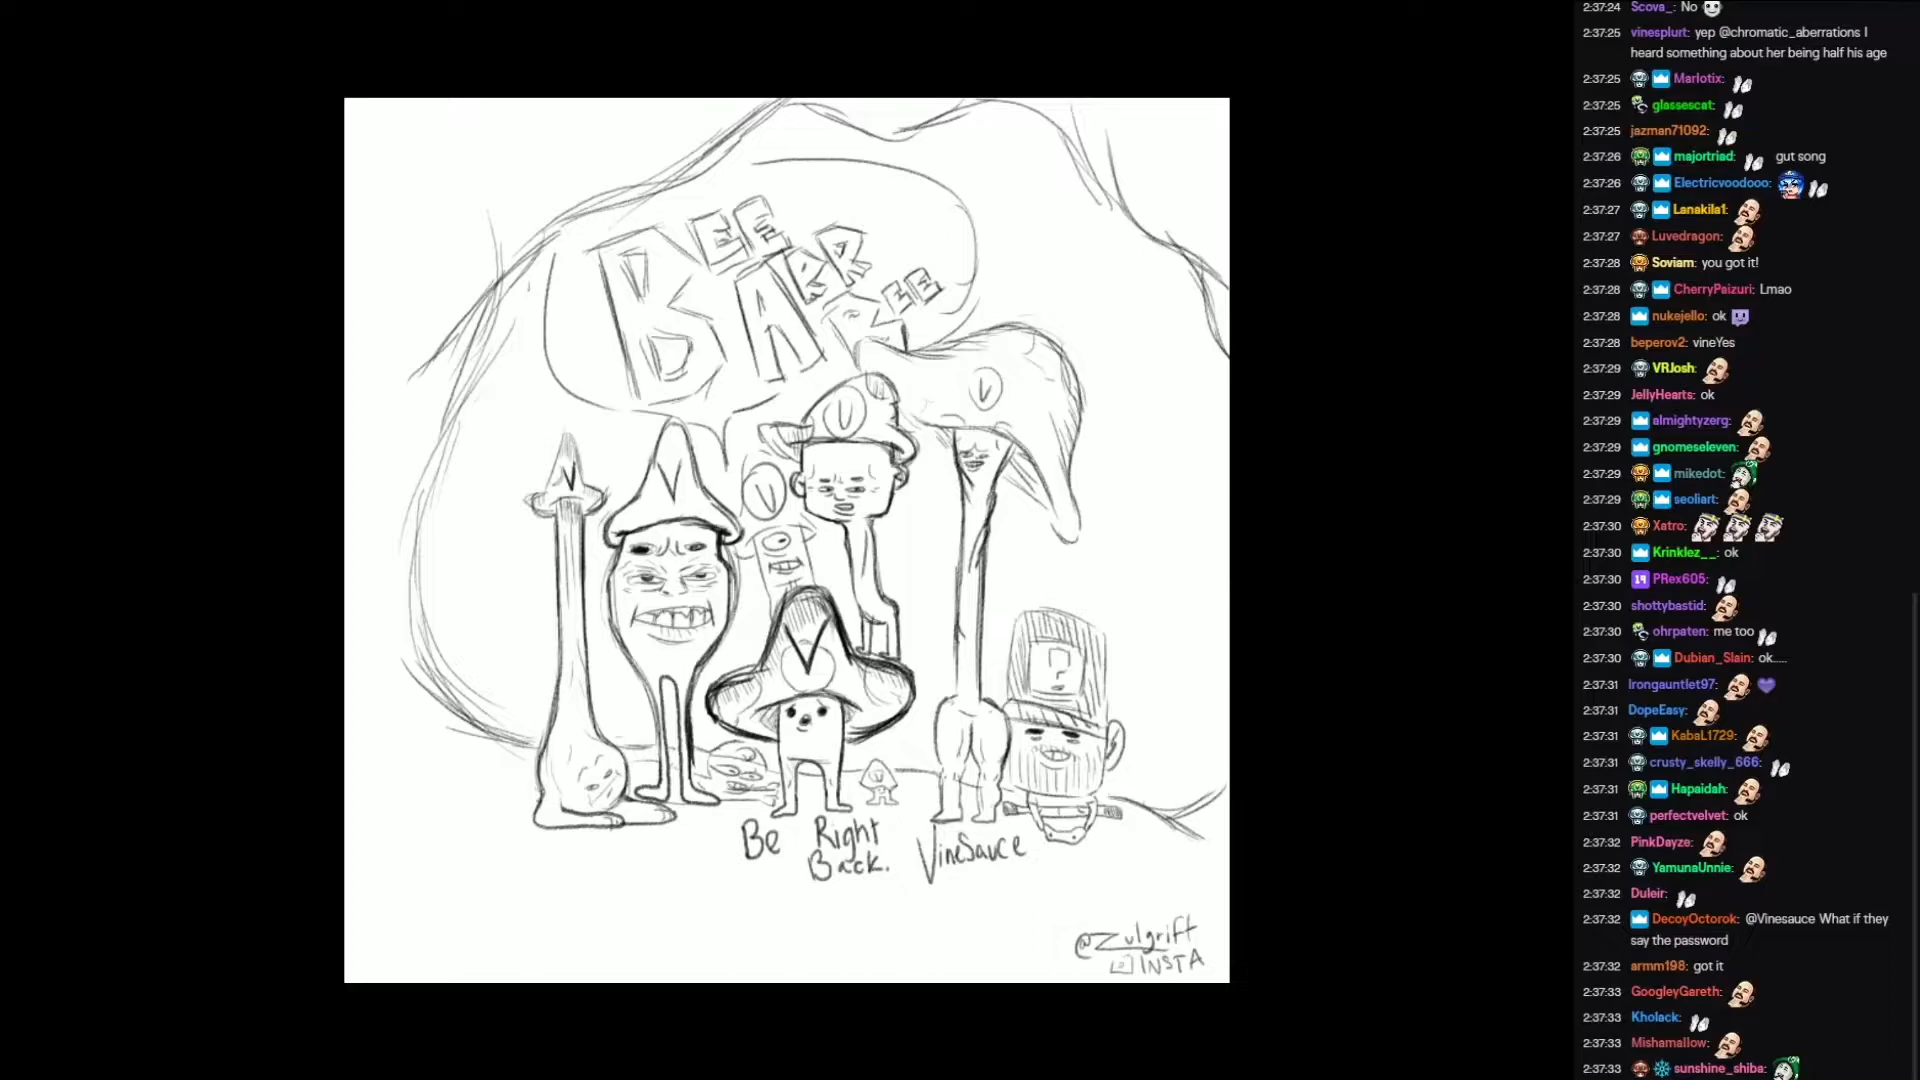 BEE
BARR
KEE
V
V
V
V
V
V
?
Be Right
Back. VineSauce
@Zulgrift
INSTA
2:37:24 Scova_: No
2:37:25 vinesplurt: yep @chromatic_aberrations I
heard something about her being half his age
2:37:25 Marlotix:
2:37:25 glassescat:
2:37:25 jazman71092:
2:37:26 majortriad: gut song
2:37:26 Electricvoodooo:
2:37:27 Lanakila1:
2:37:27 Luvedragon:
2:37:28 Soviam: you got it!
2:37:28 CherryPaizuri: Lmao
2:37:28 nukejello: ok
2:37:28 beperov2: vineYes
2:37:29 VRJosh:
2:37:29 JellyHearts: ok
2:37:29 almightyzerg:
2:37:29 gnomeseleven:
2:37:29 mikedot:
2:37:29 seoliart:
2:37:30 Xatro:
2:37:30 Krinklez__: ok
2:37:30 PRex605:
2:37:30 shottybastid:
2:37:30 ohrpaten: me too
2:37:30 Dubian_Slain: ok.....
2:37:31 Irongauntlet97:
2:37:31 DopeEasy:
2:37:31 KabaL1729:
2:37:31 crusty_skelly_666:
2:37:31 Hapaidah:
2:37:31 perfectvelvet: ok
2:37:32 PinkDayze:
2:37:32 YamunaUnnie:
2:37:32 Duleir:
2:37:32 DecoyOctorok: @Vinesauce What if they
say the password
2:37:32 armm198: got it
2:37:33 GoogleyGareth:
2:37:33 Kholack:
2:37:33 Mishamallow:
2:37:33 sunshine_shiba: